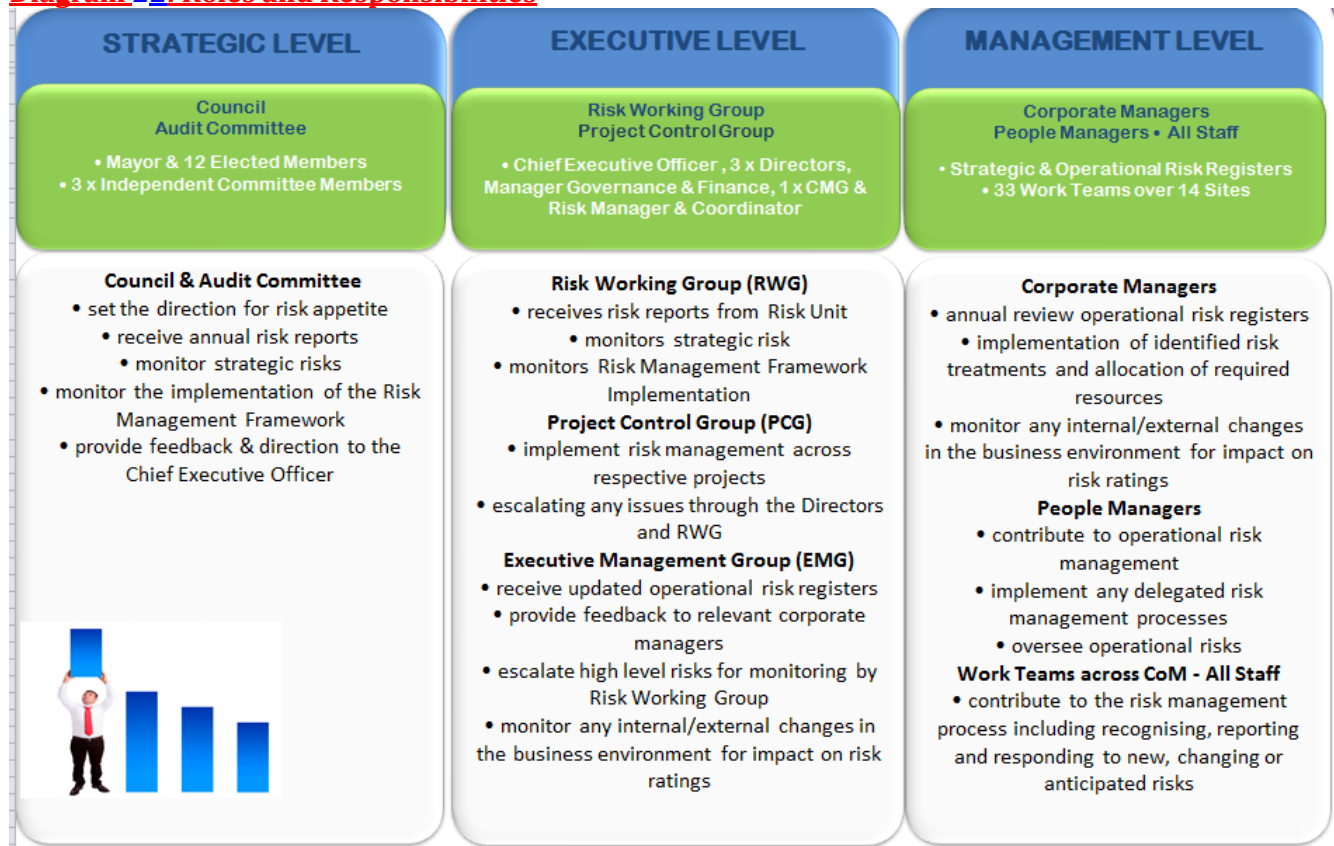 Diagram 1: Roles and Responsibilities
STRATEGIC LEVEL
Council
Audit Committee
• Mayor & 12 Elected Members
• 3 x Independent Committee Members
Council & Audit Committee
• set the direction for risk appetite
• receive annual risk reports
• monitor strategic risks
• monitor the implementation of the Risk
Management Framework
• provide feedback & direction to the
Chief Executive Officer
EXECUTIVE LEVEL
Risk Working Group
Project Control Group
• Chief Executive Officer , 3 x Directors,
Manager Governance & Finance, 1 x CMG &
Risk Manager & Coordinator
Risk Working Group (RWG)
• receives risk reports from Risk Unit
• monitors strategic risk
• monitors Risk Management Framework
Implementation
Project Control Group (PCG)
• implement risk management across
respective projects
• escalating any issues through the Directors
and RWG
Executive Management Group (EMG)
• receive updated operational risk registers
• provide feedback to relevant corporate
managers
• escalate high level risks for monitoring by
Risk Working Group
• monitor any internal/external changes in
the business environment for impact on risk
ratings
MANAGEMENT LEVEL
Corporate Managers
People Managers • All Staff
• Strategic & Operational Risk Registers
• 33 Work Teams over 14 Sites
Corporate Managers
• annual review operational risk registers
• implementation of identified risk
treatments and allocation of required
resources
• monitor any internal/external changes
in the business environment for impact on
risk ratings
People Managers
• contribute to operational risk
management
• implement any delegated risk
management processes
• oversee operational risks
Work Teams across CoM - All Staff
• contribute to the risk management
process including recognising, reporting
and responding to new, changing or
anticipated risks